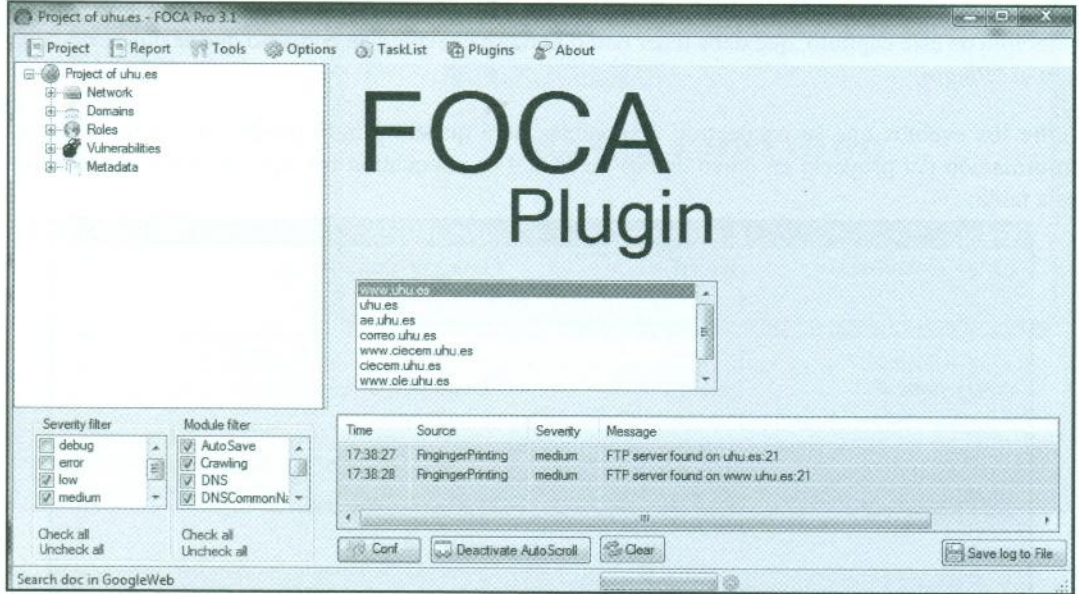 Project of uhu.es - FOCA Pro 3.1
Project Report Tools Options TaskList Plugins About
Project of uhu.es
Network
Domains
Roles
Vulnerabilities
Metadata
FOCA
Plugin
www.uhu.es
uhu.es
ae.uhu.es
correo.uhu.es
www.ciecem.uhu.es
ciecem.uhu.es
www.ole.uhu.es
Severity filter
debug
error
low
medium
Check all
Uncheck all
Module filter
AutoSave
Crawling
DNS
DNSCommonNa
Check all
Uncheck all
Time Source Severity Message
17:38:27 FingingerPrinting medium FTP server found on uhu.es:21
17:38:28 FingingerPrinting medium FTP server found on www.uhu.es:21
Conf Deactivate AutoScroll Clear Save log to File
Search doc in GoogleWeb